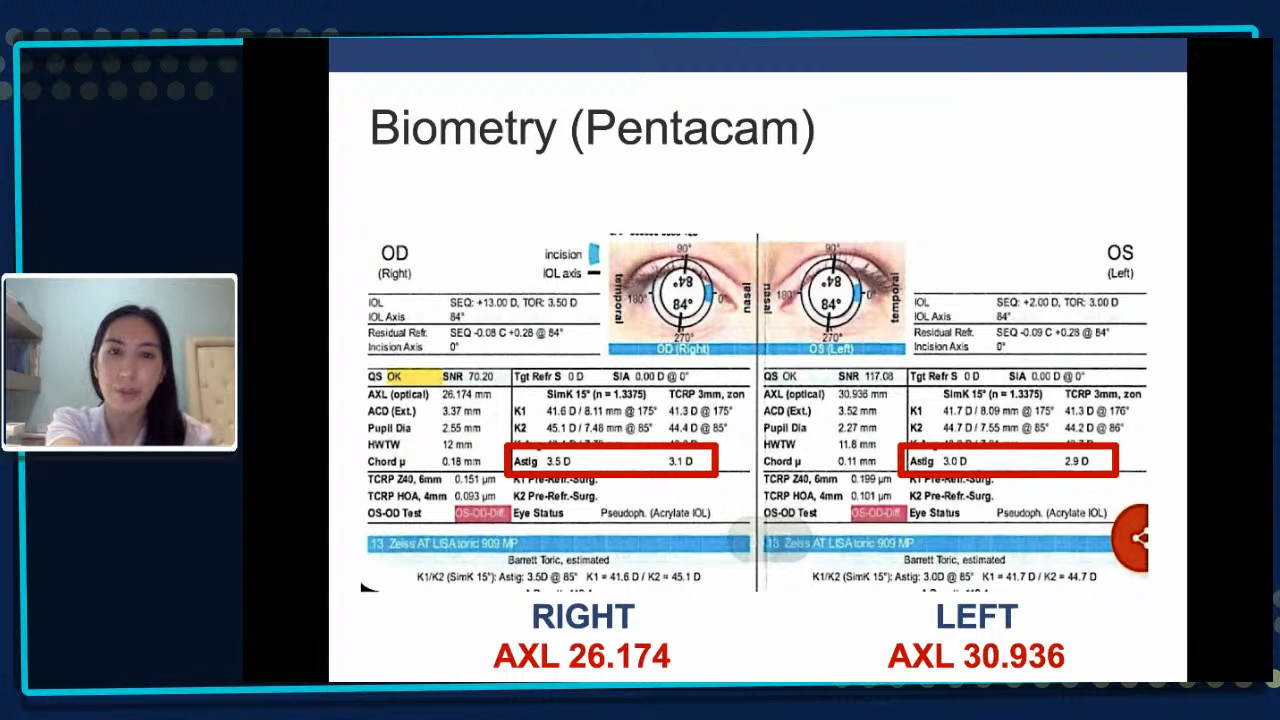 Biometry (Pentacam)
OD
(Right)
incision
IOL axis
IOL SEQ: +13.00 D, TOR: 3.50 D
IOL Axis 84°
Residual Refr. SEQ -0.08 C +0.28 @ 84°
Incision Axis 0°
90°
temporal
180°
84°
84°
0°
nasal
270°
OD (Right)
QS OK SNR 70.20 Tgt Refr S 0 D SIA 0.00 D @ 0°
AXL (optical) 26.174 mm SimK 15° (n = 1.3375) TCRP 3mm, zon
ACD (Ext.) 3.37 mm K1 41.6 D / 8.11 mm @ 175° 41.3 D @ 175°
Pupil Dia 2.55 mm K2 45.1 D / 7.48 mm @ 85° 44.4 D @ 85°
HWTW 12 mm
Chord µ 0.18 mm Astig 3.5 D 3.1 D
TCRP Z40, 6mm 0.151 µm K1 Pre-Refr.-Surg.
TCRP HOA, 4mm 0.093 µm K2 Pre-Refr.-Surg.
OS-OD Test OS-OD-Diff. Eye Status Pseudoph. (Acrylate IOL)
13 Zeiss AT LISA toric 909 MP
Barrett Toric, estimated
K1/K2 (SimK 15°): Astig: 3.5D @ 85° K1 = 41.6 D / K2 = 45.1 D
90°
nasal
180°
84°
84°
0°
temporal
270°
OS (Left)
OS
(Left)
IOL SEQ: +2.00 D, TOR: 3.00 D
IOL Axis 84°
Residual Refr. SEQ -0.09 C +0.28 @ 84°
Incision Axis 0°
QS OK SNR 117.08 Tgt Refr S 0 D SIA 0.00 D @ 0°
AXL (optical) 30.936 mm SimK 15° (n = 1.3375) TCRP 3mm, zon
ACD (Ext.) 3.52 mm K1 41.7 D / 8.09 mm @ 175° 41.3 D @ 176°
Pupil Dia 2.27 mm K2 44.7 D / 7.55 mm @ 85° 44.2 D @ 86°
HWTW 11.8 mm
Chord µ 0.11 mm Astig 3.0 D 2.9 D
TCRP Z40, 6mm 0.199 µm K1 Pre-Refr.-Surg.
TCRP HOA, 4mm 0.101 µm K2 Pre-Refr.-Surg.
OS-OD Test OS-OD-Diff. Eye Status Pseudoph. (Acrylate IOL)
13 Zeiss AT LISA toric 909 MP
Barrett Toric, estimated
K1/K2 (SimK 15°): Astig: 3.0D @ 85° K1 = 41.7 D / K2 = 44.7 D
RIGHT
AXL 26.174
LEFT
AXL 30.936